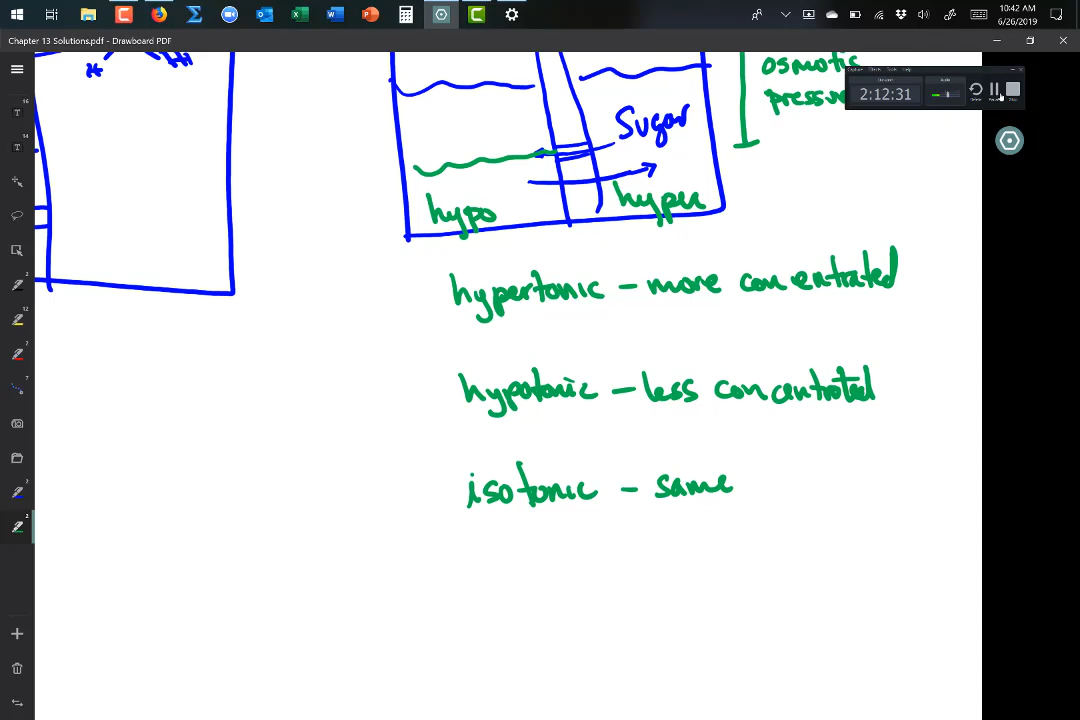 10:42 AM
6/26/2019
Chapter 13 Solutions.pdf - Drawboard PDF
osmotic
pressure
2:12:31
Sugar
hypo
hyper
hypertonic - more concentrated
hypotonic - less concentrated
isotonic - same